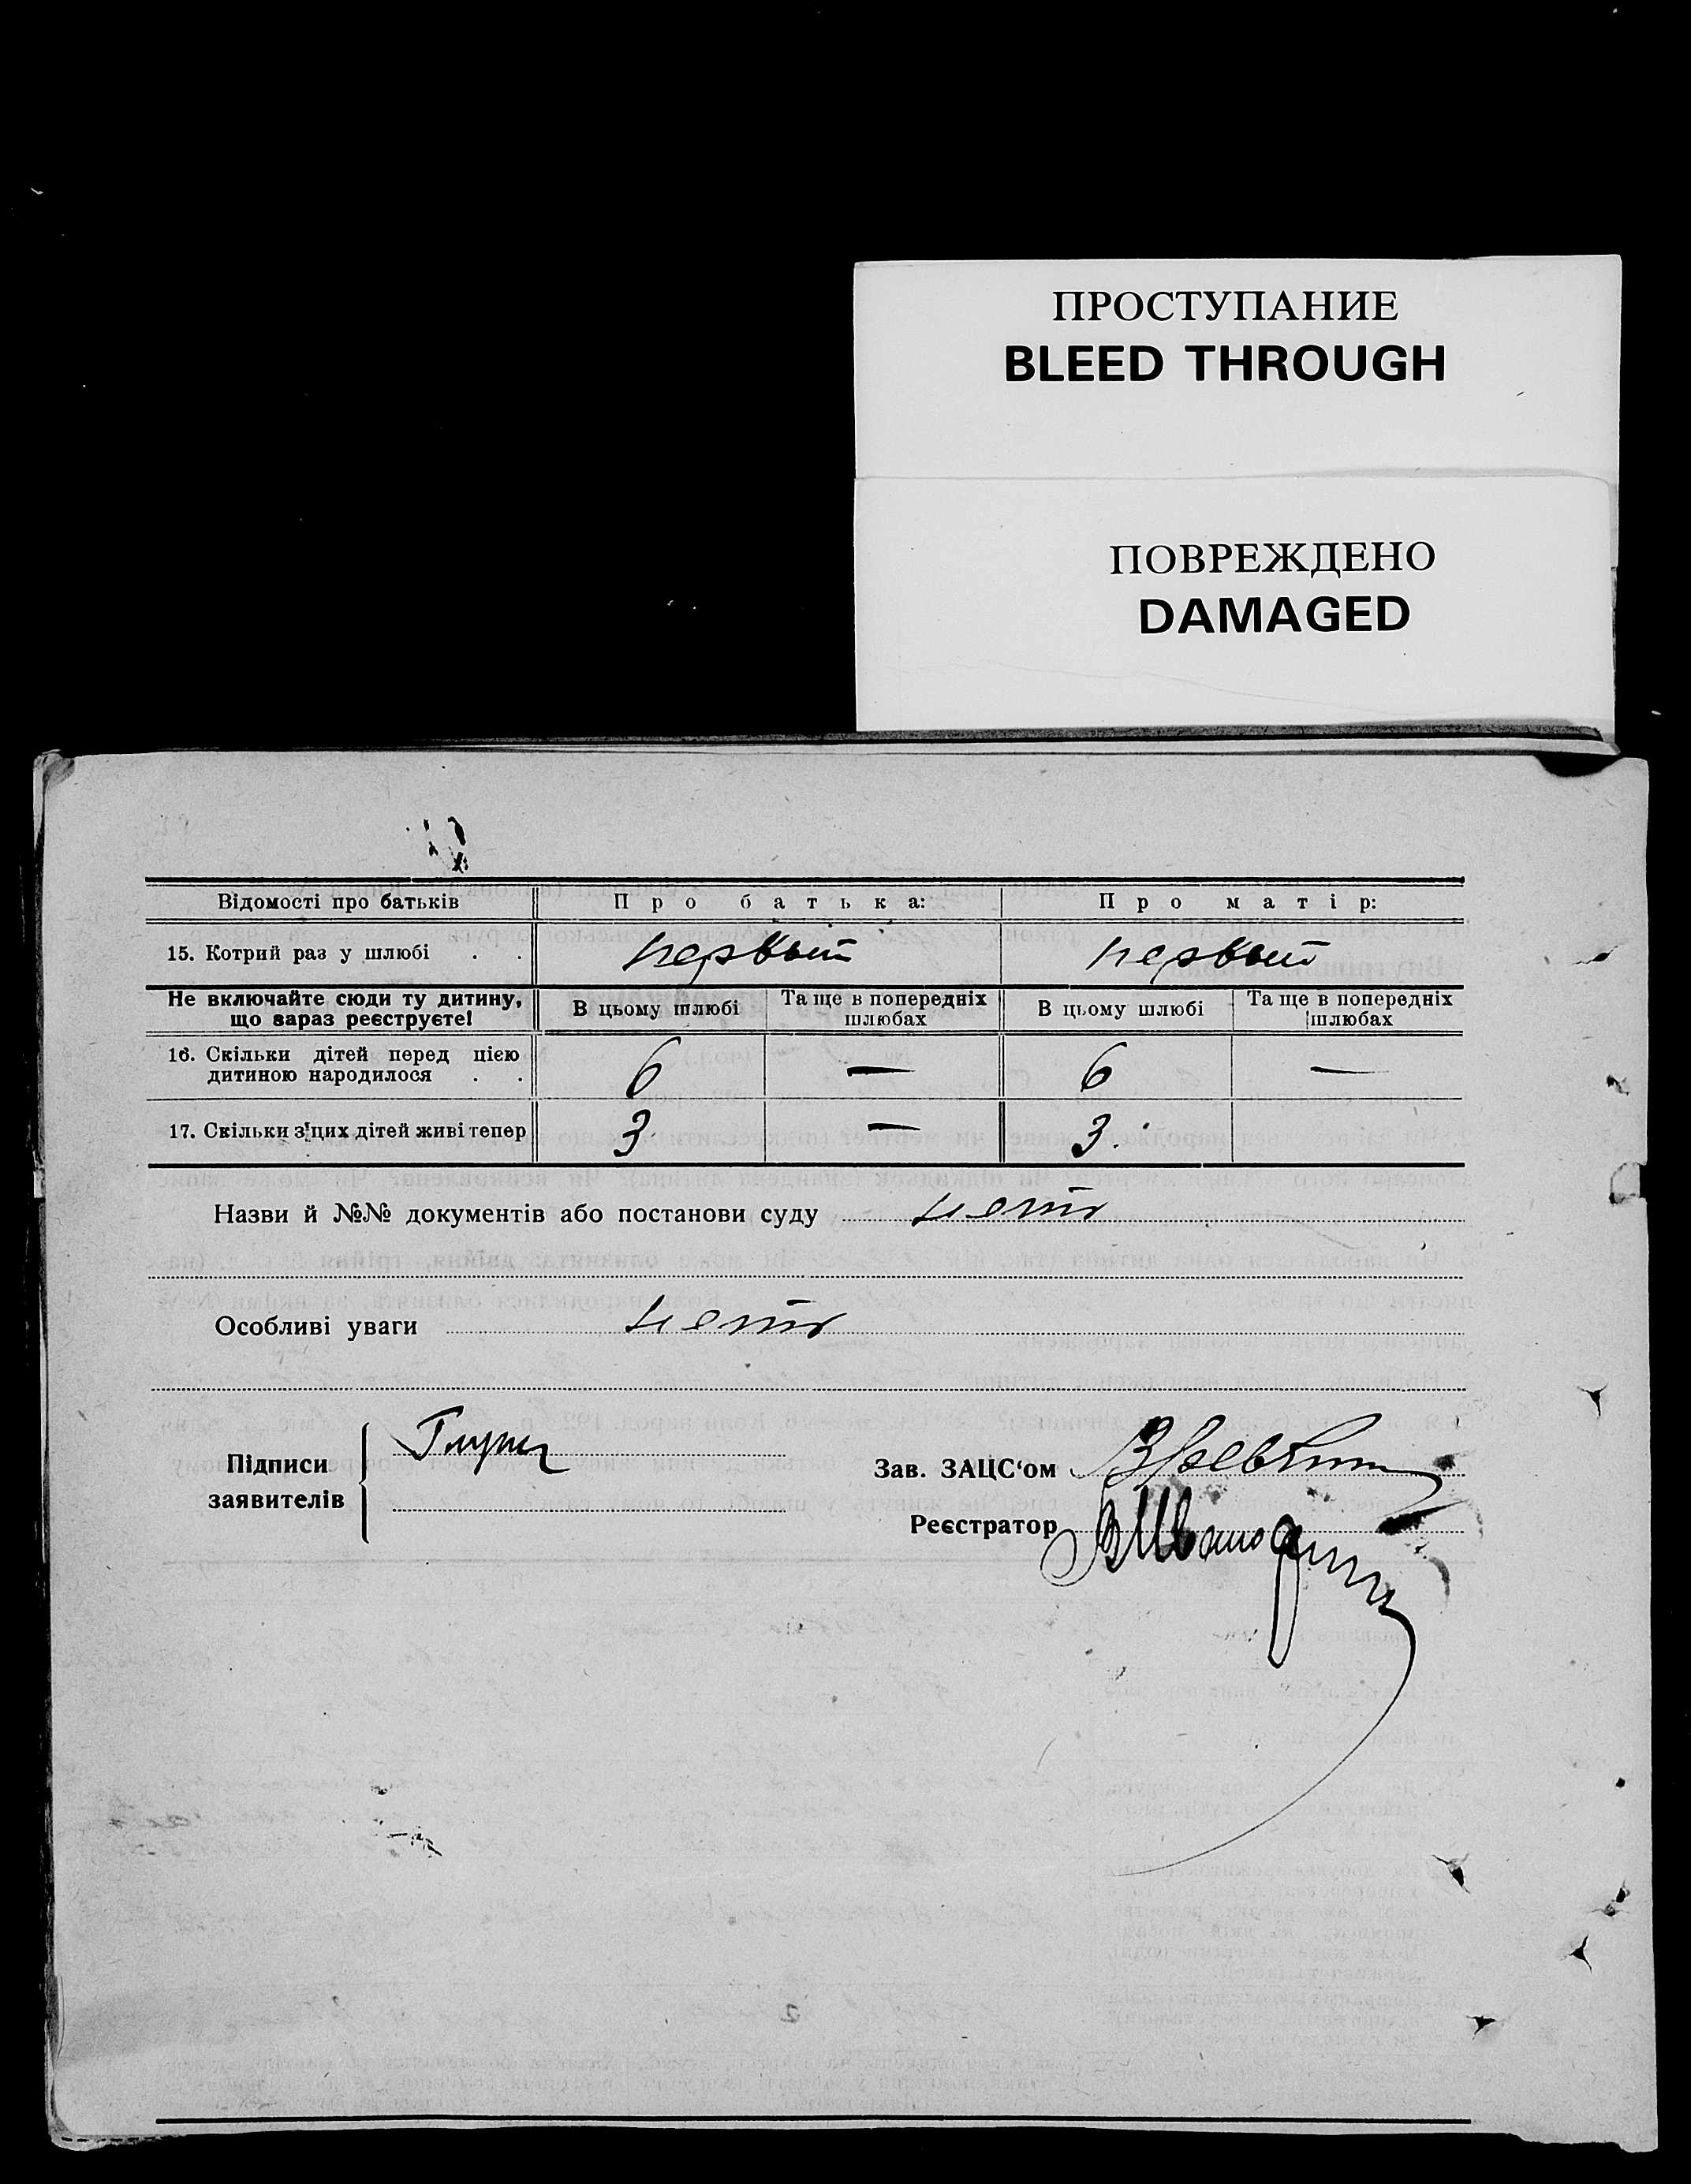 ПРОСТУПАНИЕ
BLEED THROUGH
ПОВРЕЖДЕНО
DAMAGED
Відомості про батьків Про батька: Про матір:
15. Котрий раз у шлюбі . . первый первый
Не включайте сюди ту дитину, що зараз реєструєте! В цьому шлюбі Та ще в попередніх шлюбах В цьому шлюбі Та ще в попередніх шлюбах
16. Скільки дітей перед цією дитиною народилося . . 6 — 6 —
17. Скільки з цих дітей живі тепер 3. — 3.
Назви й №№ документів або постанови суду нет
Особливі уваги нет
Підписи заявителів
Зав. ЗАЦС'ом
Реєстратор